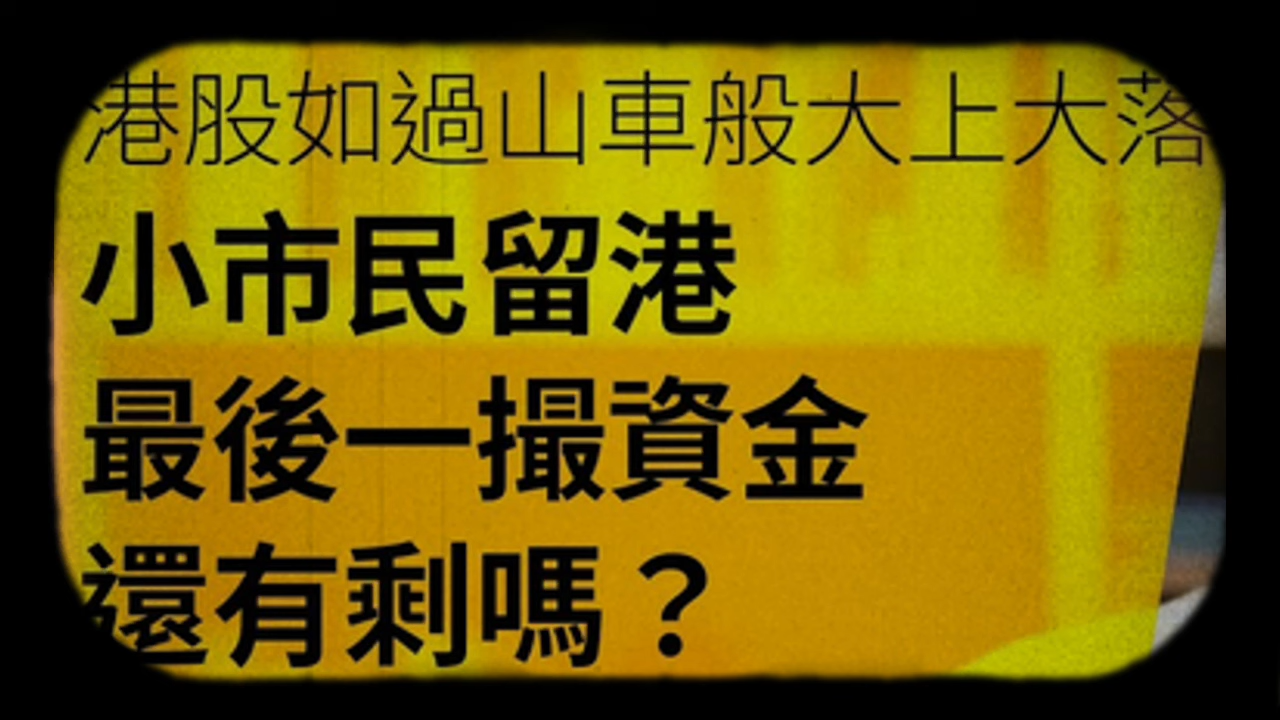 港股如過山車般大上大落
小市民留港
最後一撮資金
還有剩嗎？